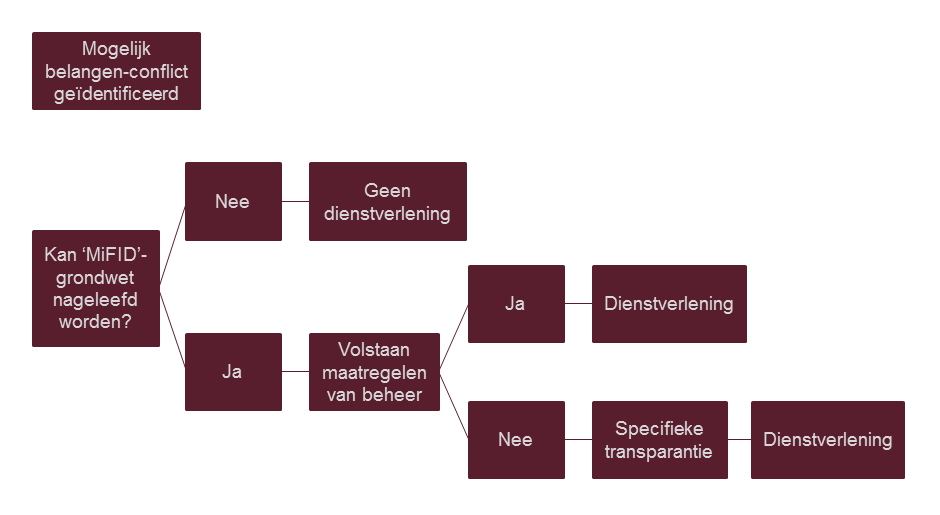 Mogelijk
belangen-conflict
geïdentificeerd
Nee
Geen
dienstverlening
Kan ‘MiFID’-
grondwet
nageleefd
worden?
Ja
Dienstverlening
Ja
Volstaan
maatregelen
van beheer
Nee
Specifieke
transparantie
Dienstverlening